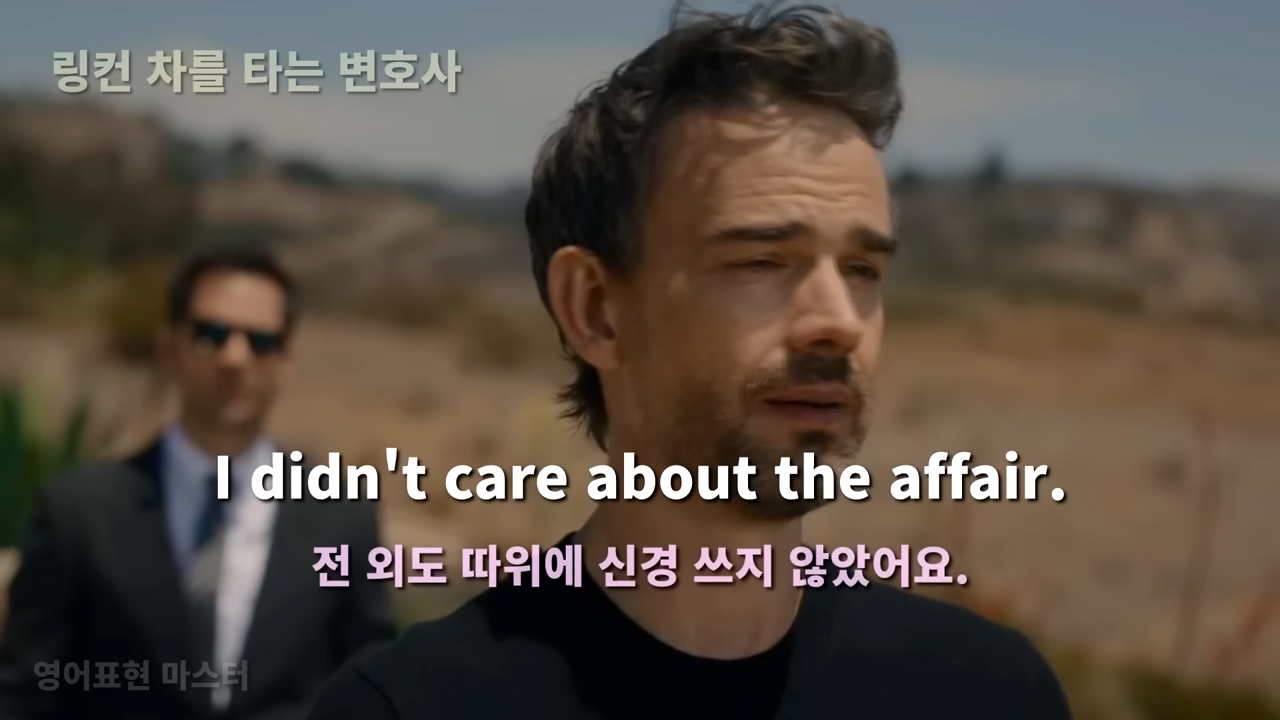 링컨 차를 타는 변호사
I didn't care about the affair.
전 외도 따위에 신경 쓰지 않았어요.
영어표현 마스터